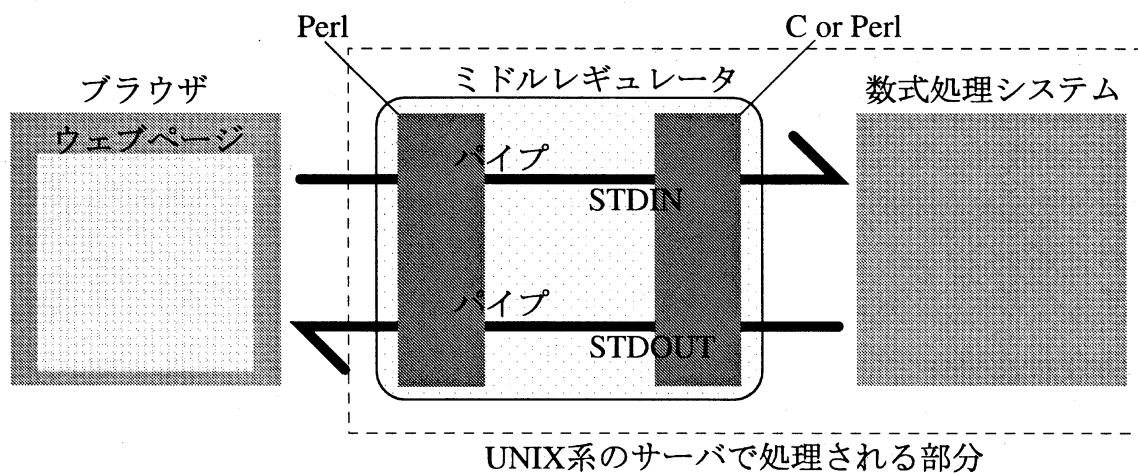 Perl
C or Perl
ミドルレギュレータ
ブラウザ
数式処理システム
ウェブページ
パイプ
STDIN
パイプ
STDOUT
UNIX系のサーバで処理される部分